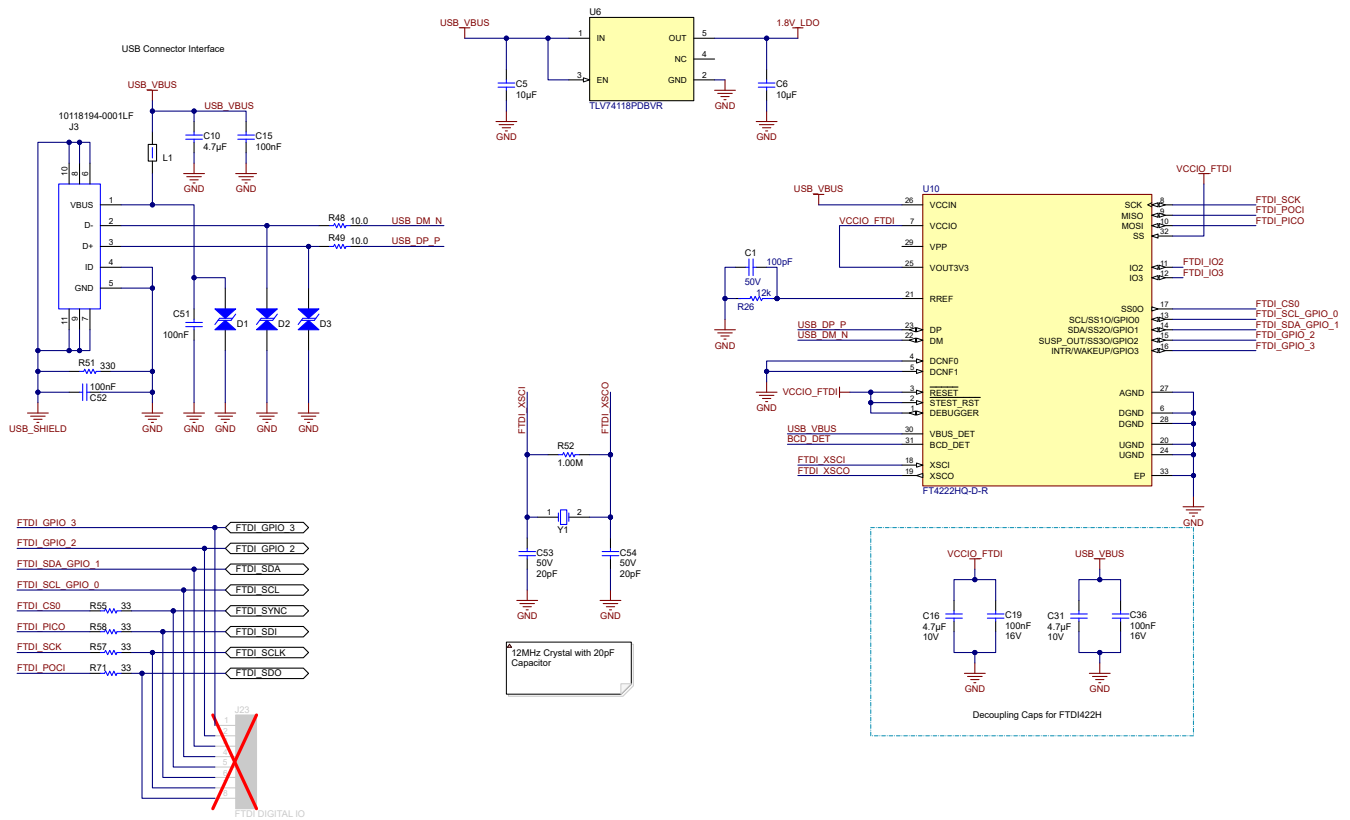 USB Connector Interface
USB_VBUS
USB_VBUS
10118194-0001LF
J3
10
8
6
L1
C10
4.7µF
C15
100nF
GND
GND
VBUS
1
D-
2
D+
3
ID
4
GND
5
11
9
7
R48
10.0
USB_DM_N
R49
10.0
USB_DP_P
C51
100nF
D1
D2
D3
R51
330
100nF
C52
USB_SHIELD
GND
GND
GND
GND
GND
USB_VBUS
U6
1
IN
OUT
5
1.8V_LDO
NC
4
3
EN
GND
2
C5
10µF
C6
10µF
TLV74118PDBVR
GND
GND
GND
VCCIO_FTDI
USB_VBUS
U10
26
VCCIN
VCCIO_FTDI
7
VCCIO
29
VPP
25
VOUT3V3
C1
100pF
50V
12k
R26
21
RREF
GND
USB_DP_P
23
DP
USB_DM_N
22
DM
4
DCNF0
5
DCNF1
GND
VCCIO_FTDI
3
RESET
2
STEST_RST
1
DEBUGGER
USB_VBUS
30
VBUS_DET
BCD_DET
31
BCD_DET
FTDI_XSCI
18
XSCI
FTDI_XSCO
19
XSCO
FT4222HQ-D-R
SCK
8
FTDI_SCK
MISO
9
FTDI_POCI
MOSI
10
FTDI_PICO
SS
32
IO2
11
FTDI_IO2
IO3
12
FTDI_IO3
SS0O
17
FTDI_CS0
SCL/SS1O/GPIO0
13
FTDI_SCL_GPIO_0
SDA/SS2O/GPIO1
14
FTDI_SDA_GPIO_1
SUSP_OUT/SS3O/GPIO2
15
FTDI_GPIO_2
INTR/WAKEUP/GPIO3
16
FTDI_GPIO_3
AGND
27
DGND
6
DGND
28
UGND
20
UGND
24
EP
33
GND
FTDI_XSCI
FTDI_XSCO
R52
1.00M
1
2
Y1
C53
50V
20pF
C54
50V
20pF
GND
GND
12MHz Crystal with 20pF
Capacitor
FTDI_GPIO_3
FTDI_GPIO_3
FTDI_GPIO_2
FTDI_GPIO_2
FTDI_SDA_GPIO_1
FTDI_SDA
FTDI_SCL_GPIO_0
FTDI_SCL
FTDI_CS0
R55
33
FTDI_SYNC
FTDI_PICO
R58
33
FTDI_SDI
FTDI_SCK
R57
33
FTDI_SCLK
FTDI_POCI
R71
33
FTDI_SDO
J23
1
FTDI DIGITAL IO
VCCIO_FTDI
C16
4.7µF
10V
C19
100nF
16V
GND
USB_VBUS
C31
4.7µF
10V
C36
100nF
16V
GND
Decoupling Caps for FTDI422H